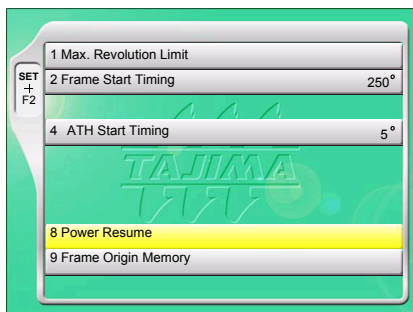 SET
+
F2
1 Max. Revolution Limit
2 Frame Start Timing 250°
4 ATH Start Timing 5°
TAJIMA
8 Power Resume
9 Frame Origin Memory